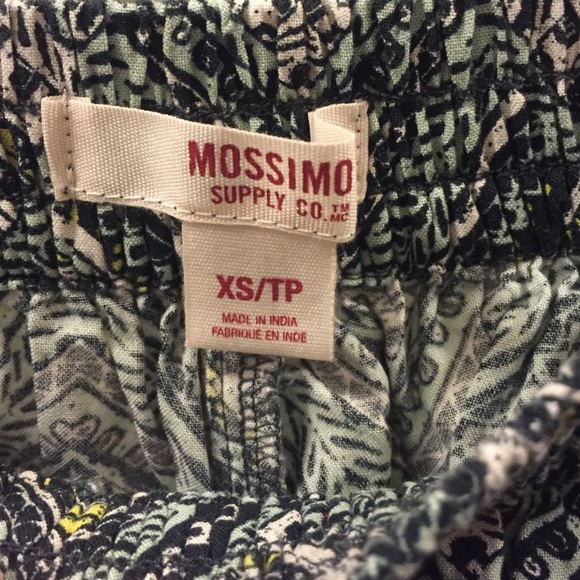 MOSSIMO
SUPPLY CO.™ MC
XS/TP
MADE IN INDIA
FABRIQUÉ EN INDE